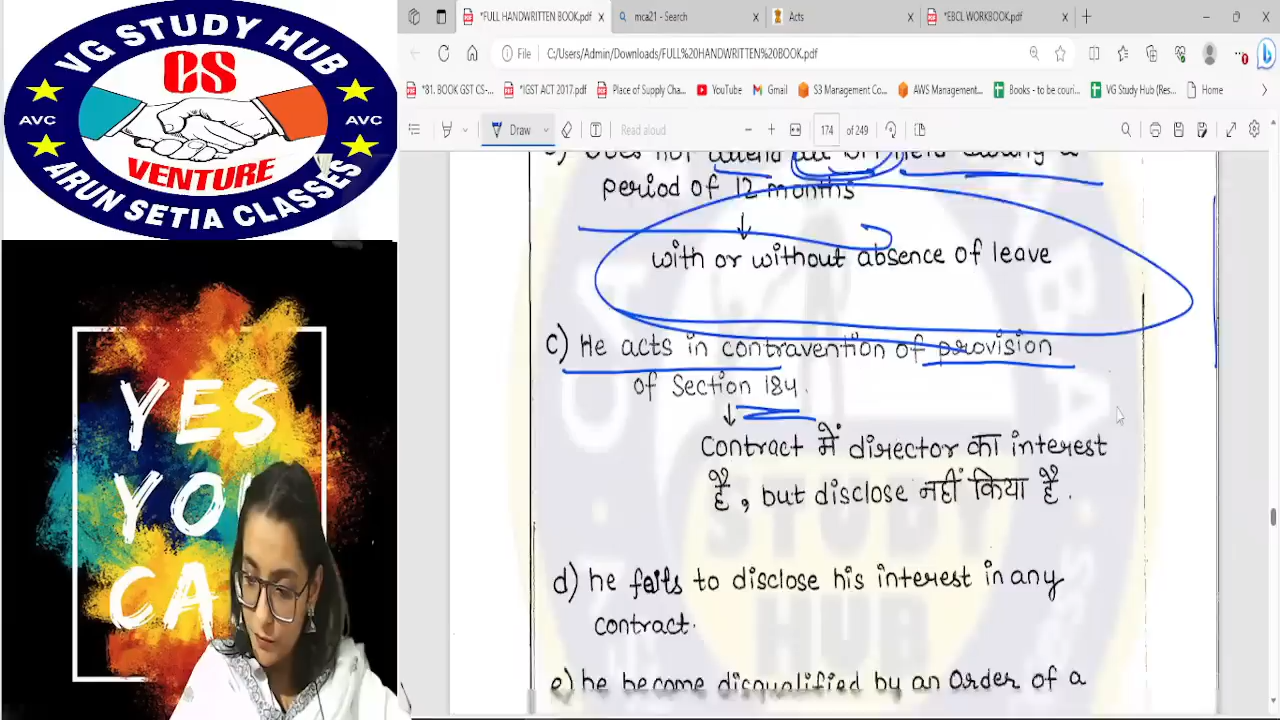 VG STUDY HUB
CS
AVC
AVC
VENTURE
ARUN SETIA CLASSES
YES
YO
CA
*FULL HANDWRITTEN BOOK.pdf
mca21 - Search
Acts
*EBCL WORKBOOK.pdf
File
C:/Users/Admin/Downloads/FULL%20HANDWRITTEN%20BOOK.pdf
*81. BOOK GST CS-...
*IGST ACT 2017.pdf
Place of Supply Cha...
YouTube
Gmail
S3 Management Co...
AWS Management...
Books - to be couri...
VG Study Hub (Res...
Home
Draw
Read aloud
174
of 249
period of 12 months
with or without absence of leave
c) He acts in contravention of provision
of Section 184.
Contract में director का interest
है, but disclose नहीं किया है.
d) he fails to disclose his interest in any
contract.
e) he become disqualified by an order of a
STUDY
HUB